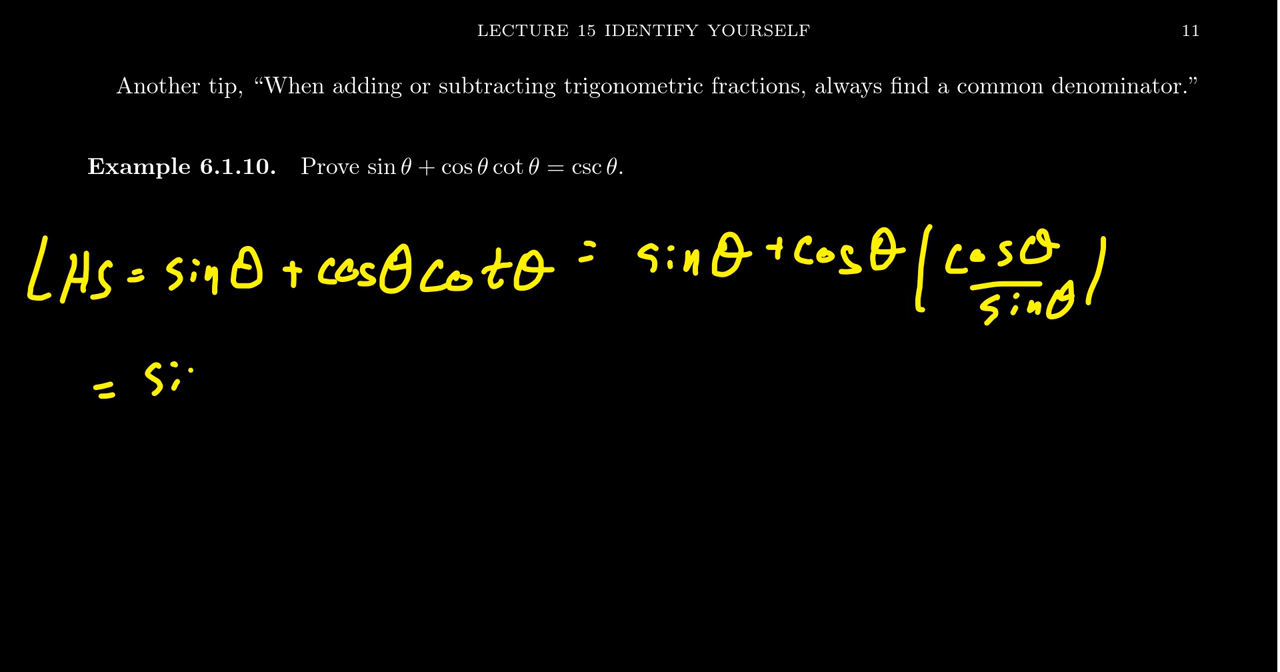 LECTURE 15 IDENTIFY YOURSELF 11
Another tip, “When adding or subtracting trigonometric fractions, always find a common denominator.”
Example 6.1.10. Prove sin θ + cos θ cot θ = csc θ.
LHS = sinθ + cosθ cotθ = sinθ + cosθ (cosθ/sinθ)
= si